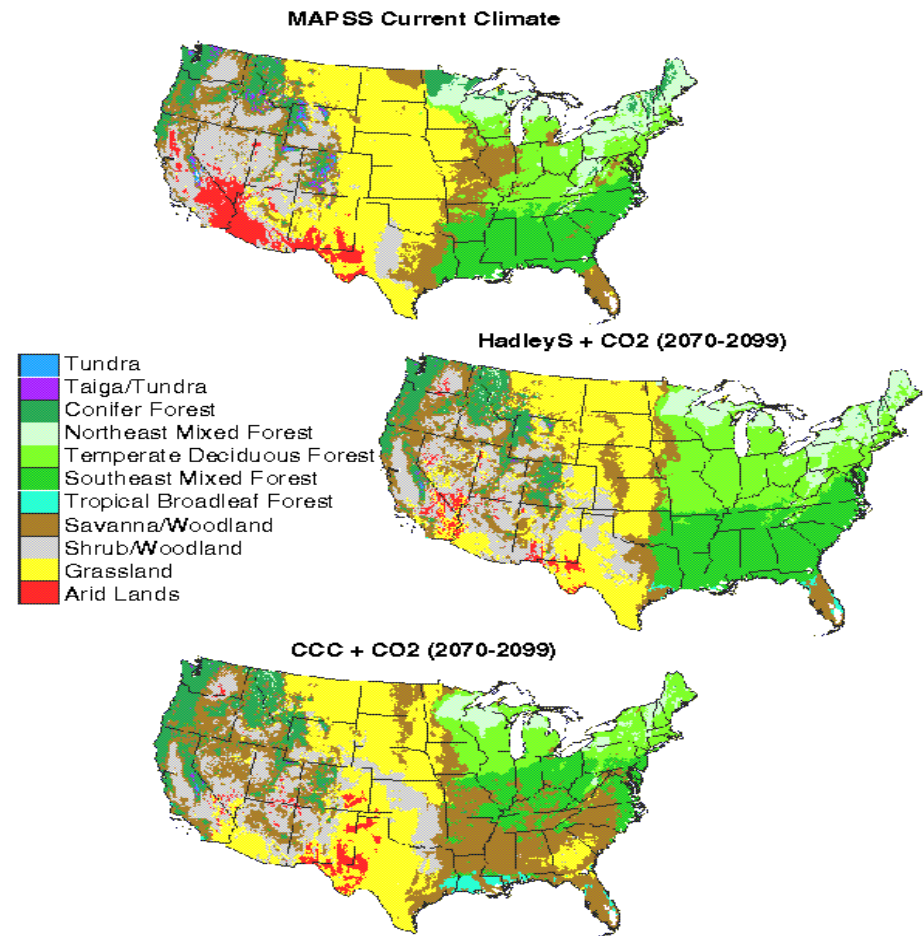 MAPSS Current Climate
HadleyS + CO2 (2070-2099)
Tundra
Taiga/Tundra
Conifer Forest
Northeast Mixed Forest
Temperate Deciduous Forest
Southeast Mixed Forest
Tropical Broadleaf Forest
Savanna/Woodland
Shrub/Woodland
Grassland
Arid Lands
CCC + CO2 (2070-2099)